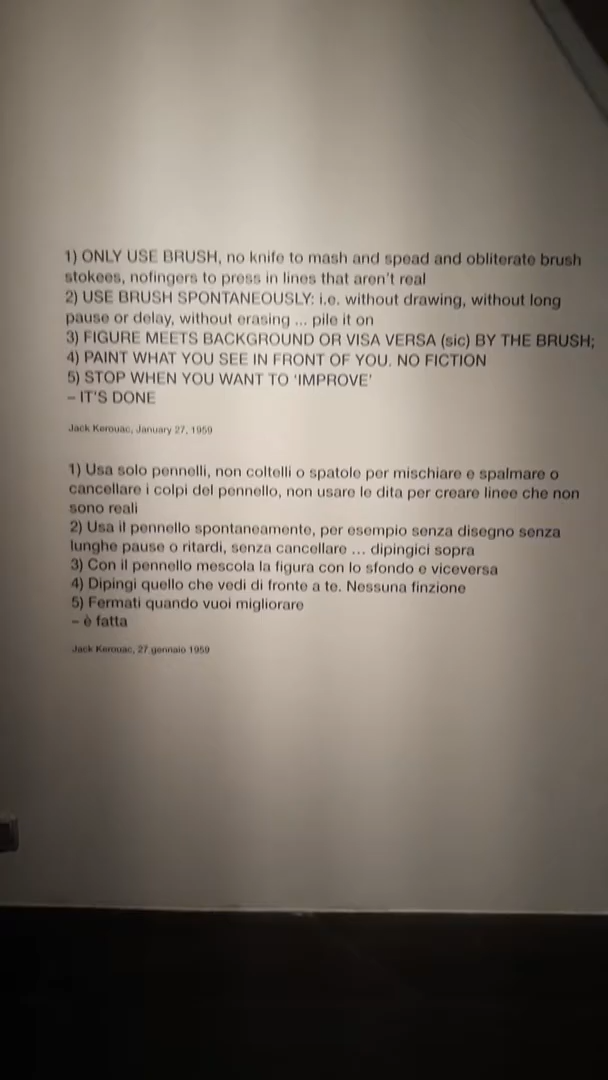 1) ONLY USE BRUSH, no knife to mash and spead and obliterate brush
stokees, nofingers to press in lines that aren't real
2) USE BRUSH SPONTANEOUSLY: i.e. without drawing, without long
pause or delay, without erasing ... pile it on
3) FIGURE MEETS BACKGROUND OR VISA VERSA (sic) BY THE BRUSH;
4) PAINT WHAT YOU SEE IN FRONT OF YOU. NO FICTION
5) STOP WHEN YOU WANT TO 'IMPROVE'
– IT'S DONE
Jack Kerouac, January 27, 1959
1) Usa solo pennelli, non coltelli o spatole per mischiare e spalmare o
cancellare i colpi del pennello, non usare le dita per creare linee che non
sono reali
2) Usa il pennello spontaneamente, per esempio senza disegno senza
lunghe pause o ritardi, senza cancellare ... dipingici sopra
3) Con il pennello mescola la figura con lo sfondo e viceversa
4) Dipingi quello che vedi di fronte a te. Nessuna finzione
5) Fermati quando vuoi migliorare
– è fatta
Jack Kerouac, 27 gennaio 1959